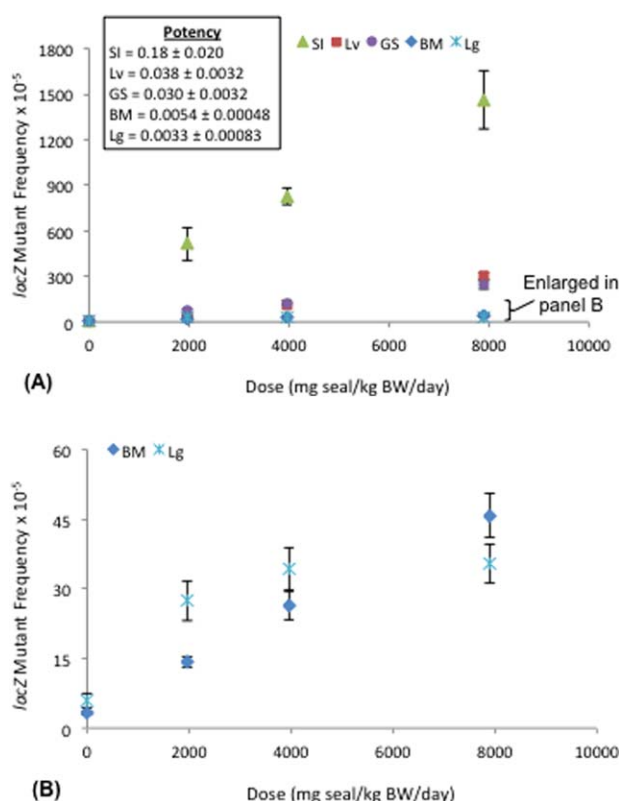 Potency
SI = 0.18 ± 0.020
Lv = 0.038 ± 0.0032
GS = 0.030 ± 0.0032
BM = 0.0054 ± 0.00048
Lg = 0.0033 ± 0.00083
SI Lv GS BM Lg
lacZ Mutant Frequency x 10-5
1800
1500
1200
900
600
300
0
Enlarged in
panel B
0 2000 4000 6000 8000 10000
(A)
Dose (mg seal/kg BW/day)
BM Lg
lacZ Mutant Frequency x 10-5
60
45
30
15
0
0 2000 4000 6000 8000 10000
(B)
Dose (mg seal/kg BW/day)